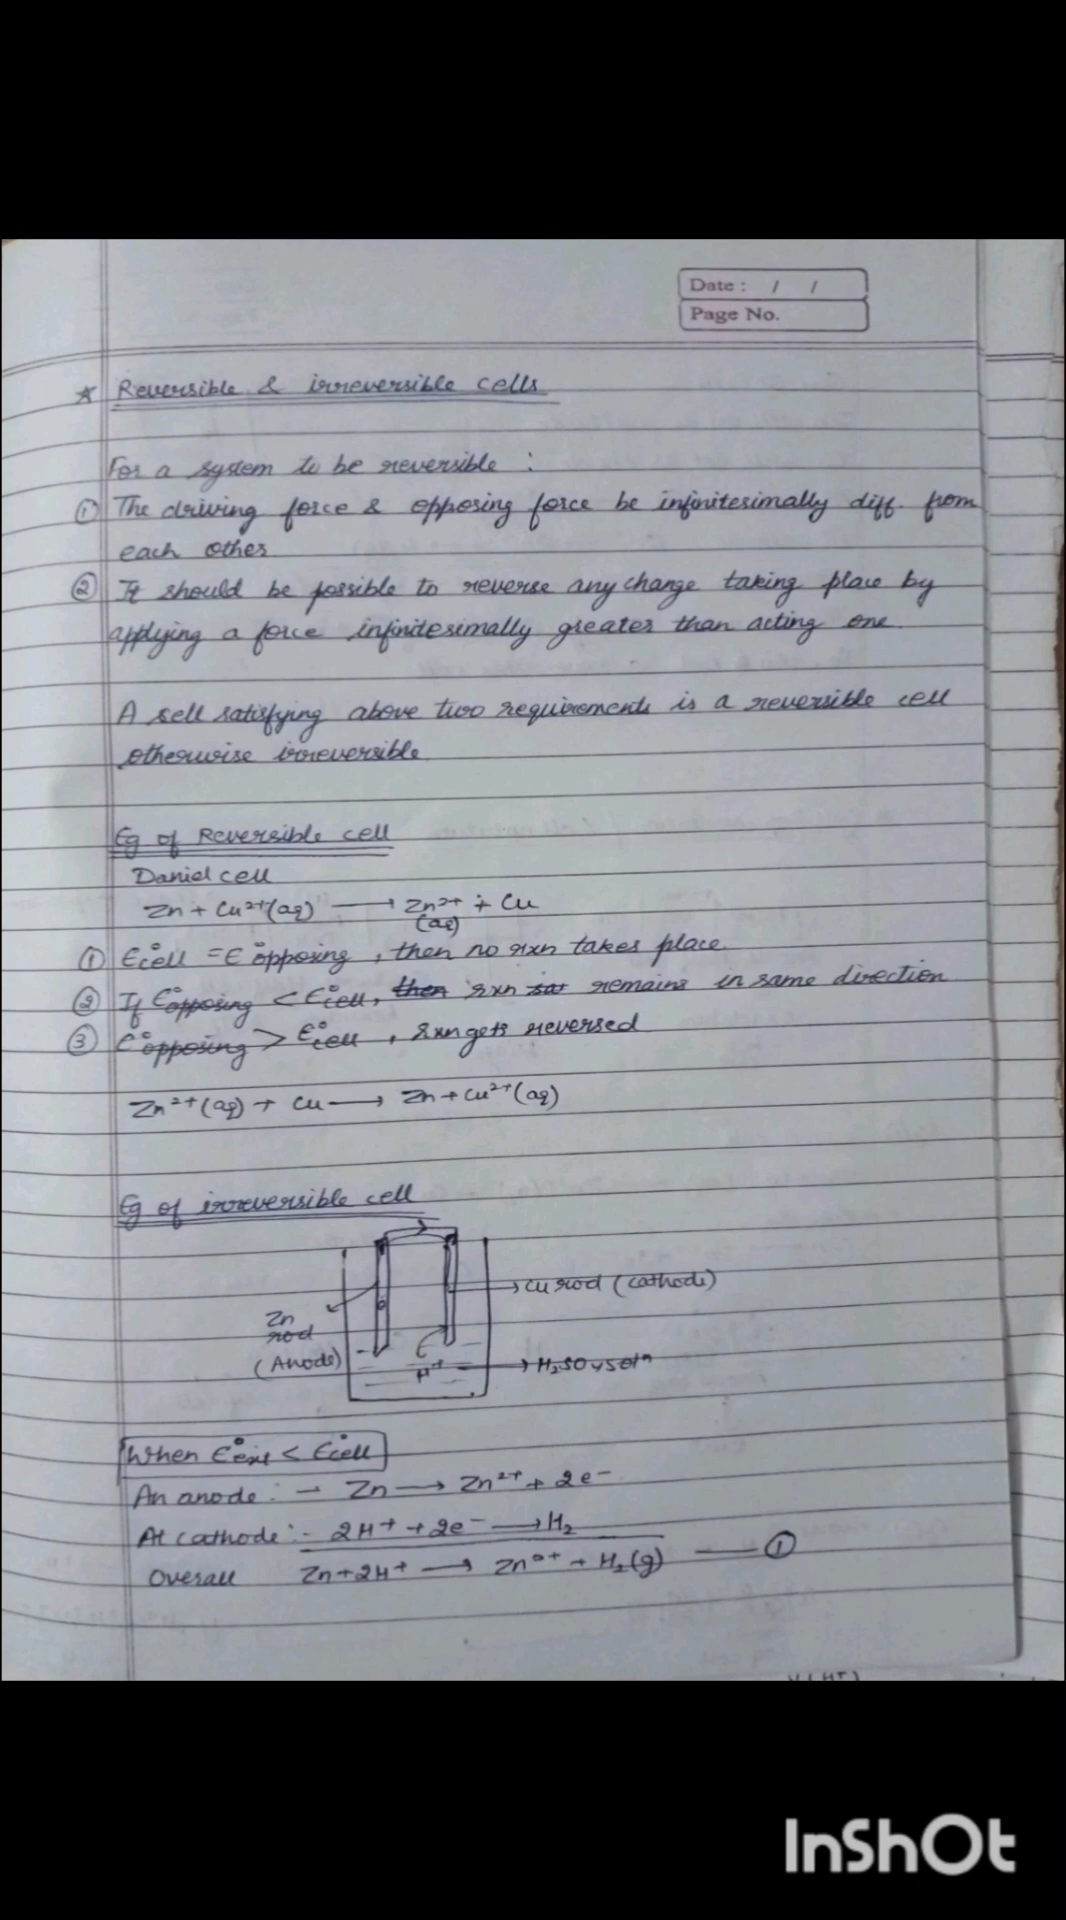 Date : / /
Page No.
* Reversible & irreversible cells
For a system to be reversible :
① The driving force & opposing force be infinitesimally diff. from
each other
② It should be possible to reverse any change taking place by
applying a force infinitesimally greater than acting one
A cell satisfying above two requirements is a reversible cell
otherwise irreversible
Eg of Reversible cell
Daniel cell
Zn + Cu²⁺(aq) ⟶ Zn²⁺ + Cu
(aq)
① E°cell = E°opposing, then no rxn takes place
② If E°opposing < E°cell, then rxn remains in same direction
③ E°opposing > E°cell, rxn gets reversed
Zn²⁺(aq) + Cu ⟶ Zn + Cu²⁺(aq)
Eg of irreversible cell
→ Cu rod (cathode)
Zn
rod
(Anode)
H⁺ → H₂SO₄ solⁿ
When E°ext < E°cell
An anode :- Zn ⟶ Zn²⁺ + 2e⁻
At cathode :- 2H⁺ + 2e⁻ ⟶ H₂
Overall Zn + 2H⁺ ⟶ Zn²⁺ + H₂(g) — ①
InShOt